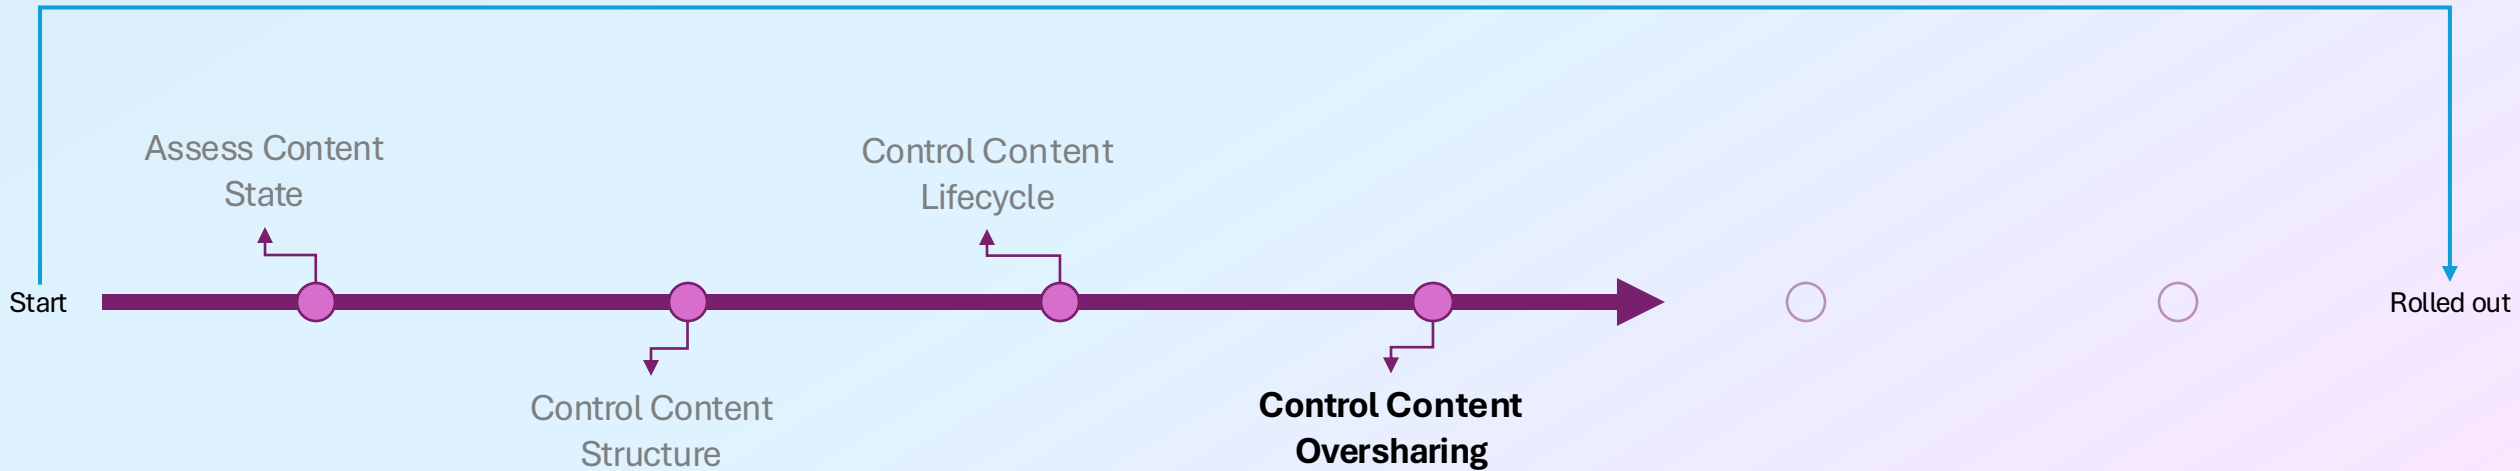 Assess Content
State
Control Content
Lifecycle
Start
Rolled out
Control Content
Structure
Control Content
Oversharing